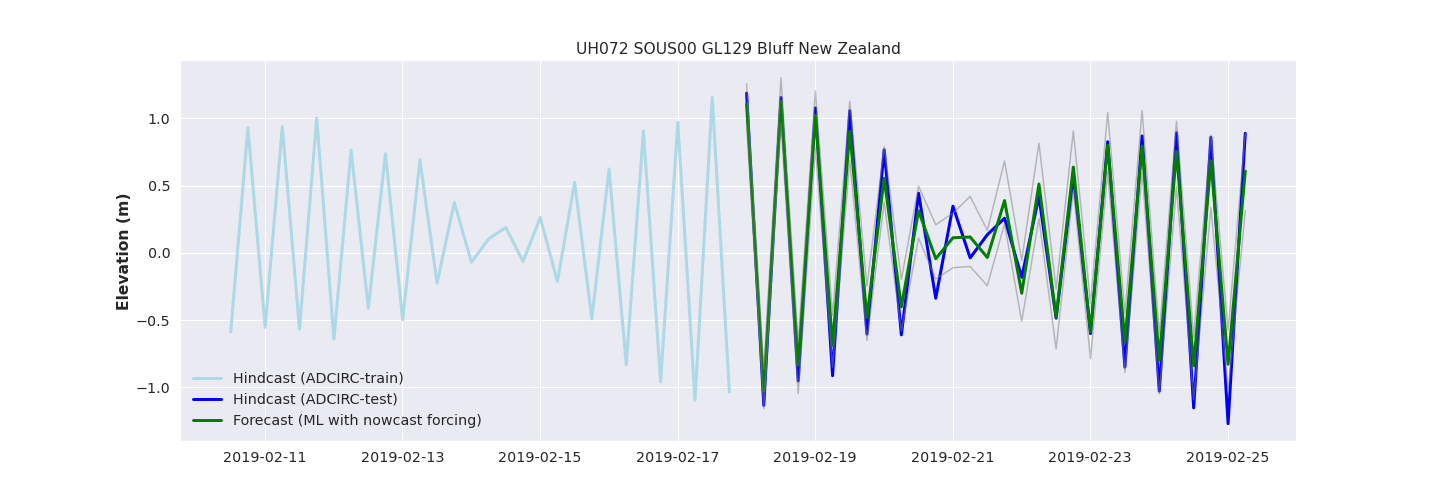 UH072 SOUS00 GL129 Bluff New Zealand
Elevation (m)
1.0
0.5
0.0
−0.5
−1.0
Hindcast (ADCIRC-train)
Hindcast (ADCIRC-test)
Forecast (ML with nowcast forcing)
2019-02-11 2019-02-13 2019-02-15 2019-02-17 2019-02-19 2019-02-21 2019-02-23 2019-02-25